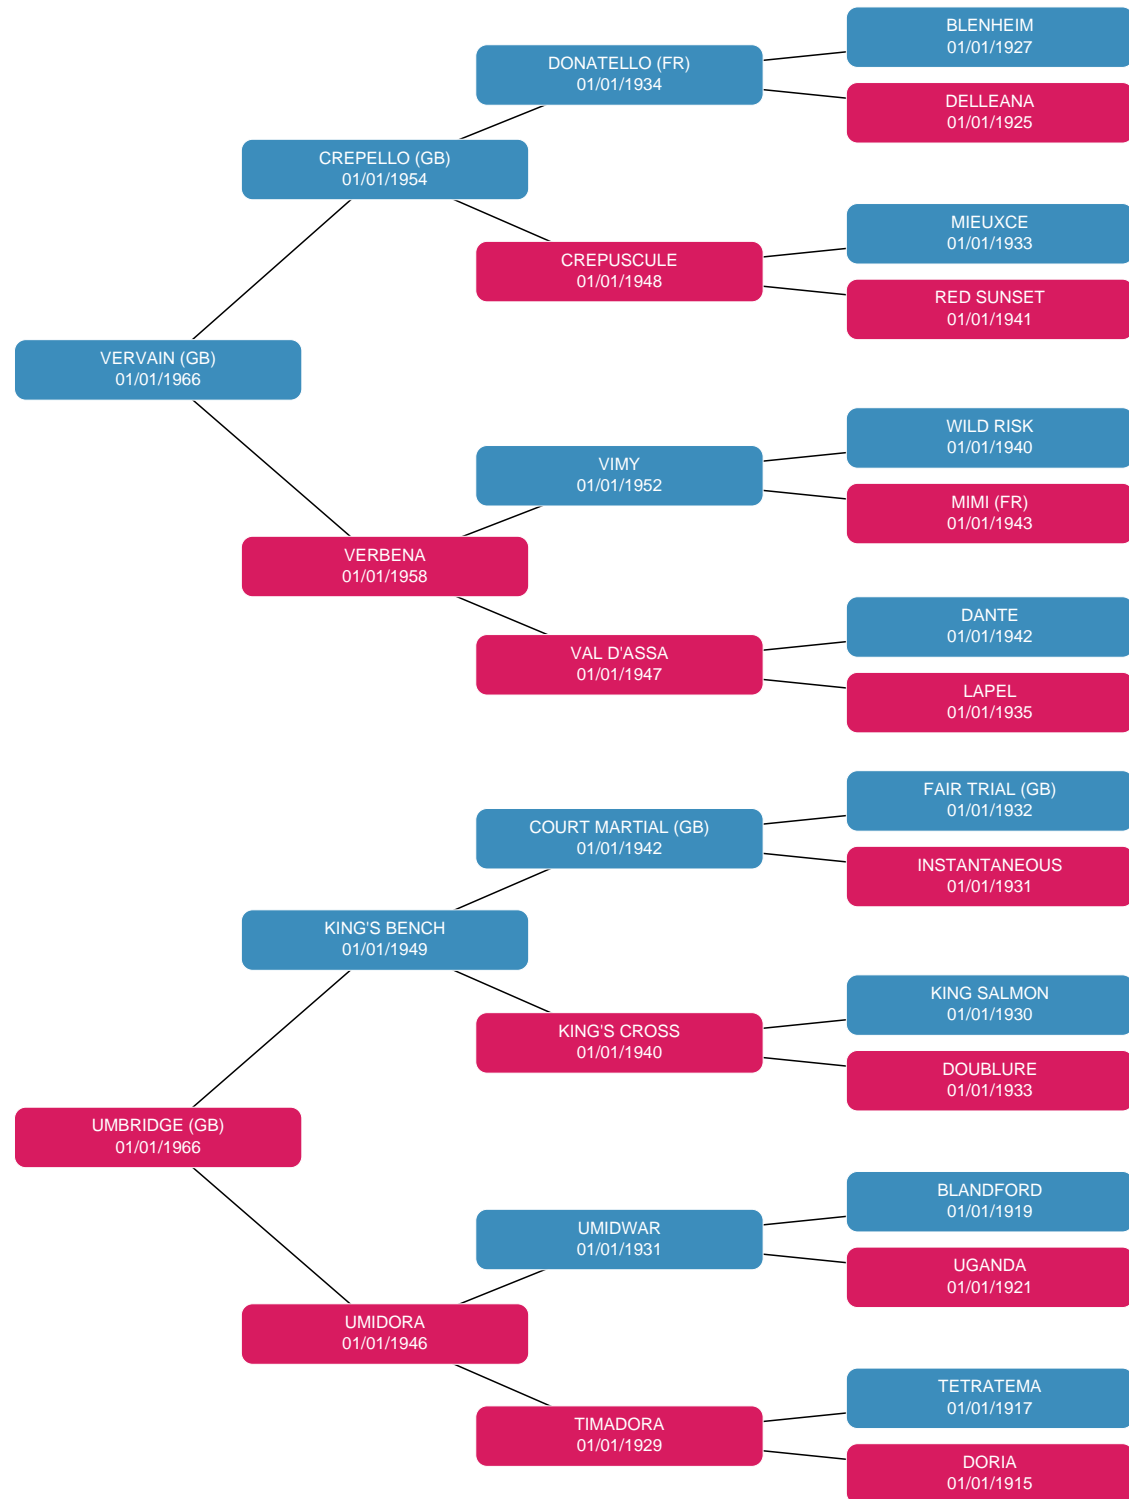 BLENHEIM
01/01/1927
DONATELLO (FR)
01/01/1934
DELLEANA
01/01/1925
CREPELLO (GB)
01/01/1954
MIEUXCE
01/01/1933
CREPUSCULE
01/01/1948
RED SUNSET
01/01/1941
VERVAIN (GB)
01/01/1966
WILD RISK
01/01/1940
VIMY
01/01/1952
MIMI (FR)
01/01/1943
VERBENA
01/01/1958
DANTE
01/01/1942
VAL D'ASSA
01/01/1947
LAPEL
01/01/1935
FAIR TRIAL (GB)
01/01/1932
COURT MARTIAL (GB)
01/01/1942
INSTANTANEOUS
01/01/1931
KING'S BENCH
01/01/1949
KING SALMON
01/01/1930
KING'S CROSS
01/01/1940
DOUBLURE
01/01/1933
UMBRIDGE (GB)
01/01/1966
BLANDFORD
01/01/1919
UMIDWAR
01/01/1931
UGANDA
01/01/1921
UMIDORA
01/01/1946
TETRATEMA
01/01/1917
TIMADORA
01/01/1929
DORIA
01/01/1915